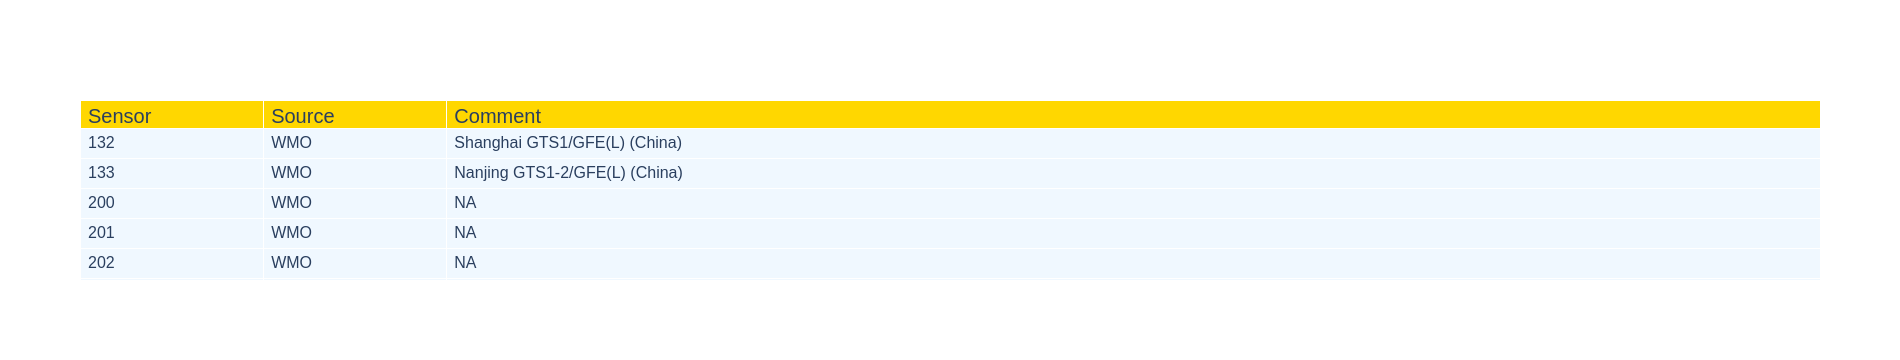 Sensor Source Comment
132 WMO Shanghai GTS1/GFE(L) (China)
133 WMO Nanjing GTS1-2/GFE(L) (China)
200 WMO NA
201 WMO NA
202 WMO NA